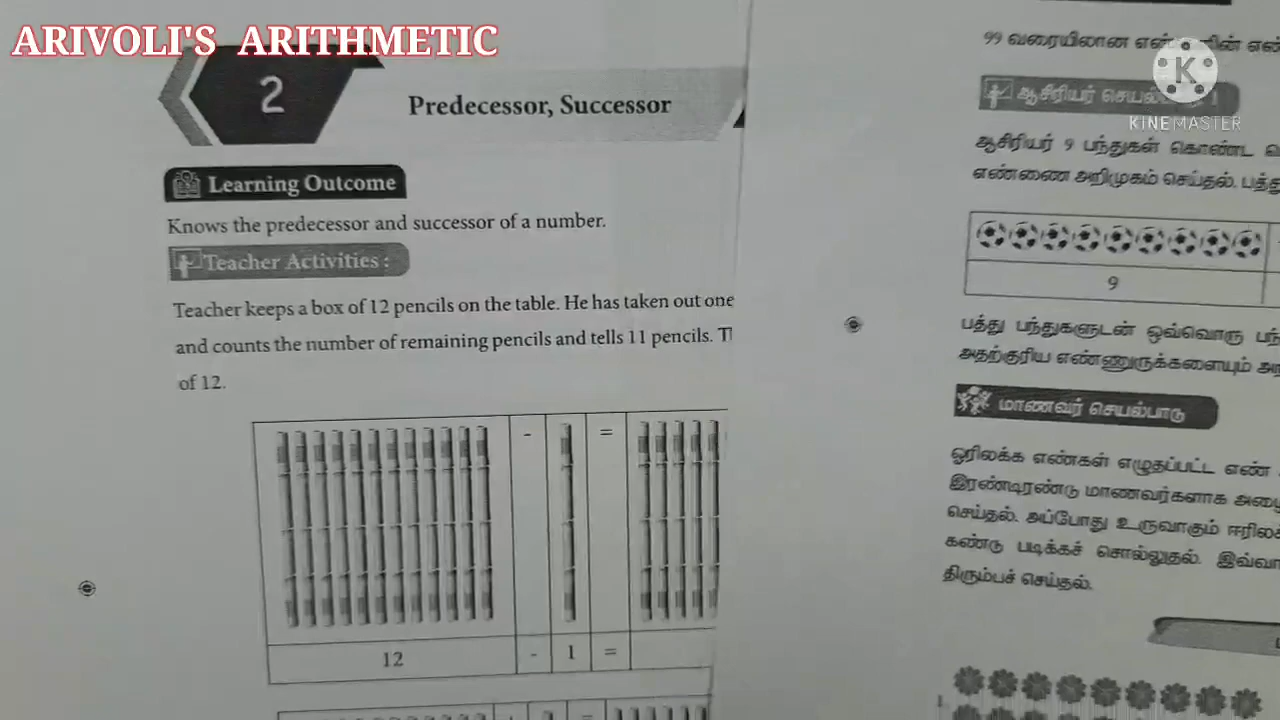 ARIVOLI'S ARITHMETIC
2
Predecessor, Successor
Learning Outcome
Knows the predecessor and successor of a number.
Teacher Activities :
Teacher keeps a box of 12 pencils on the table. He has taken out one
and counts the number of remaining pencils and tells 11 pencils.
of 12.
- =
12 - 1 =
99 வரையிலான
KINEMASTER
ஆசிரியர்
ஆசிரியர் 9 பந்துகள் கொண்ட
எண்ணை அறிமுகம் செய்தல்.
9
பத்து பந்துகளுடன் ஒவ்வொரு
அதற்குரிய எண்ணுருக்களையும்
மாணவர் செயல்பாடு
ஓரிலக்க எண்கள் எழுதப்பட்ட எண்
இரண்டிரண்டு மாணவர்களாக
செய்தல். அப்போது உருவாகும்
கண்டு படிக்கச் சொல்லுதல்.
திரும்பச் செய்தல்.